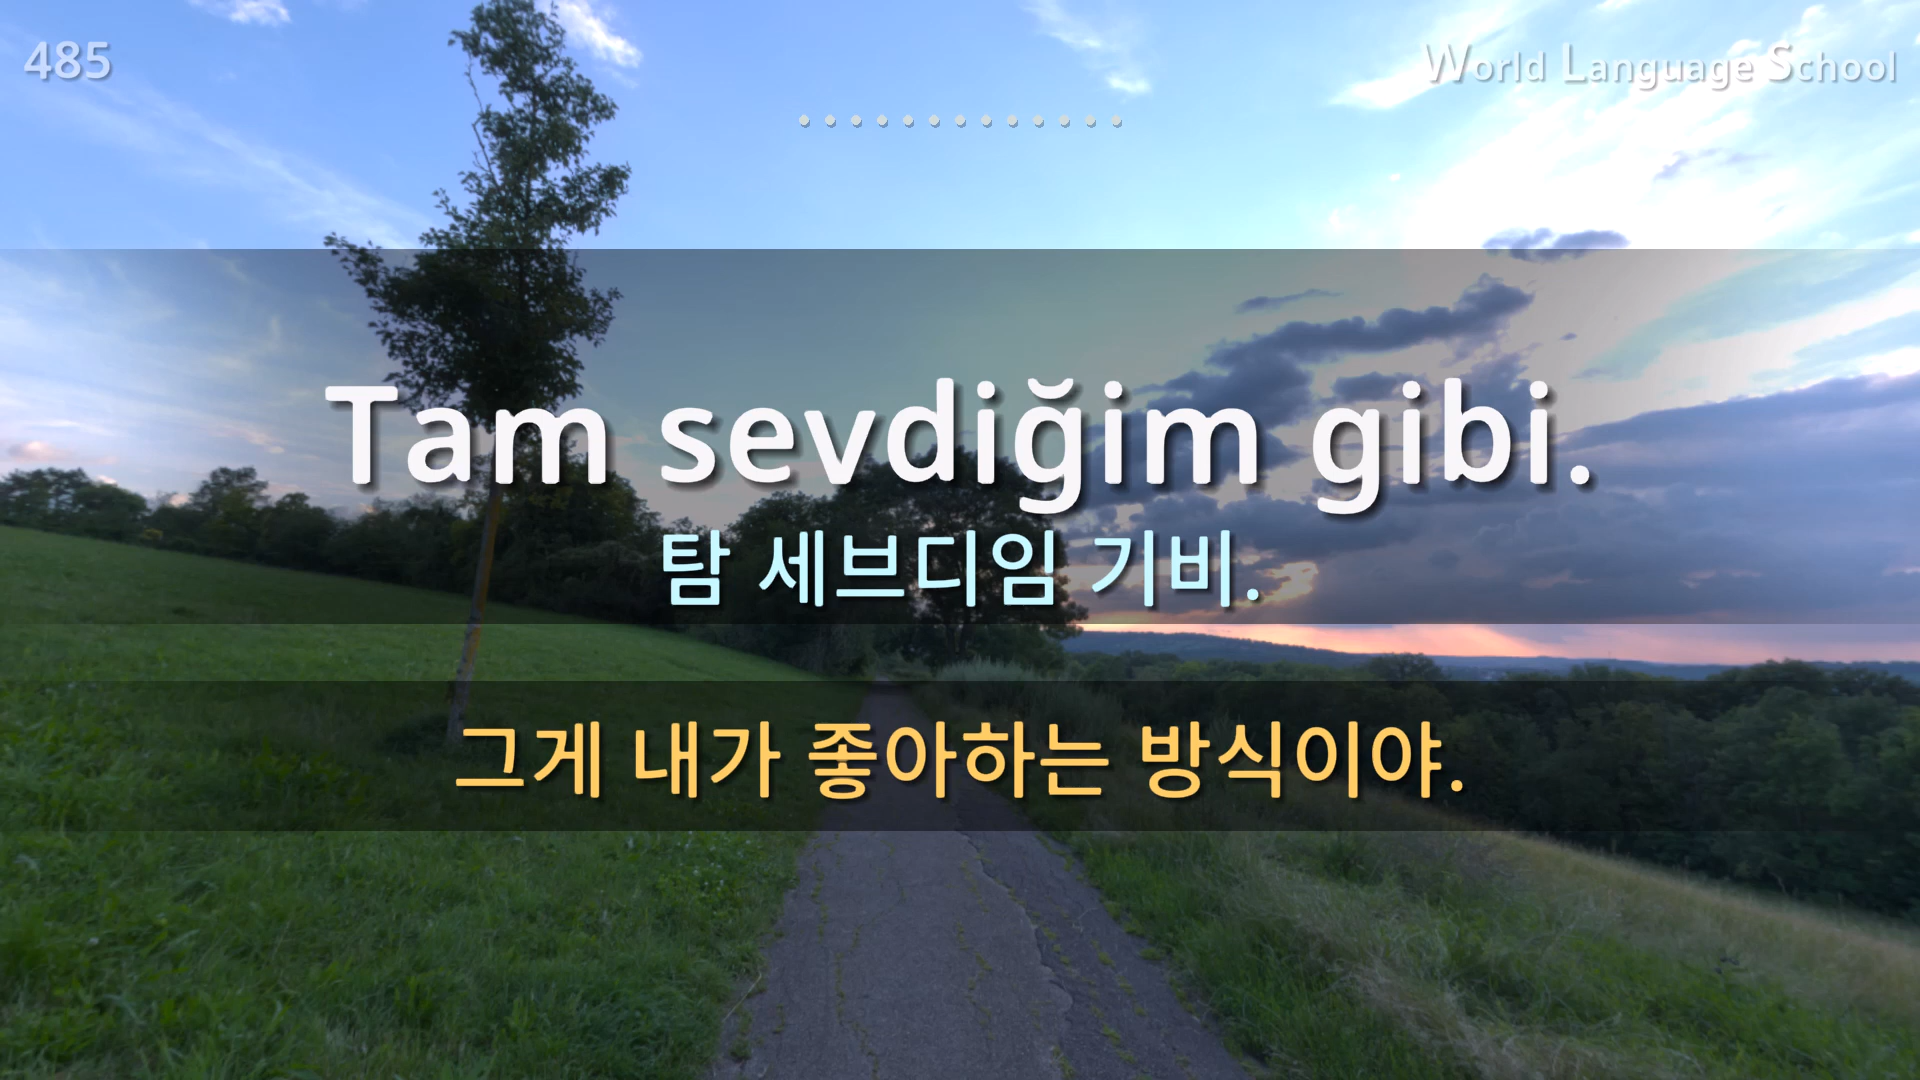 485
World Language School
Tam sevdiğim gibi.
탐 세브디임 기비.
그게 내가 좋아하는 방식이야.